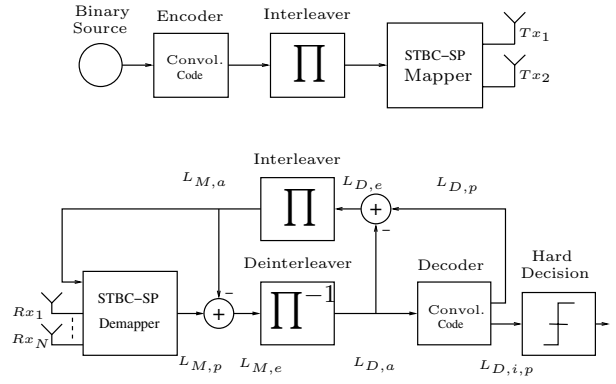 Binary Source
Encoder
Interleaver
Convol. Code
∏
STBC-SP Mapper
Tx₁
Tx₂
Interleaver
L_{M,a}
∏
L_{D,e}
L_{D,p}
+
−
Deinterleaver
Decoder
Hard Decision
STBC-SP Demapper
Rx₁
Rx_N
+
−
∏⁻¹
Convol. Code
L_{M,p}
L_{M,e}
L_{D,a}
L_{D,i,p}